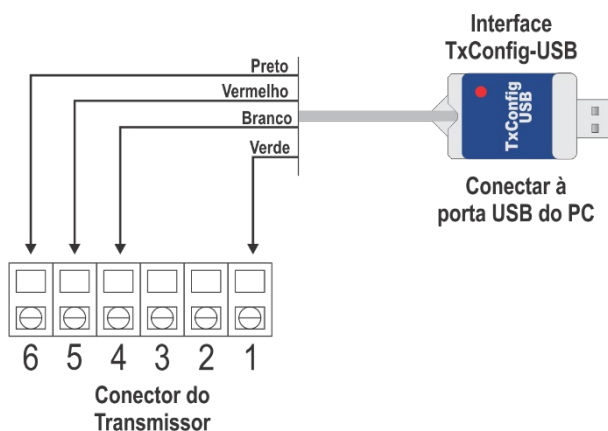 Interface
TxConfig-USB
Preto
Vermelho
Branco
Verde
TxConfig
USB
Conectar à
porta USB do PC
6 5 4 3 2 1
Conector do
Transmissor